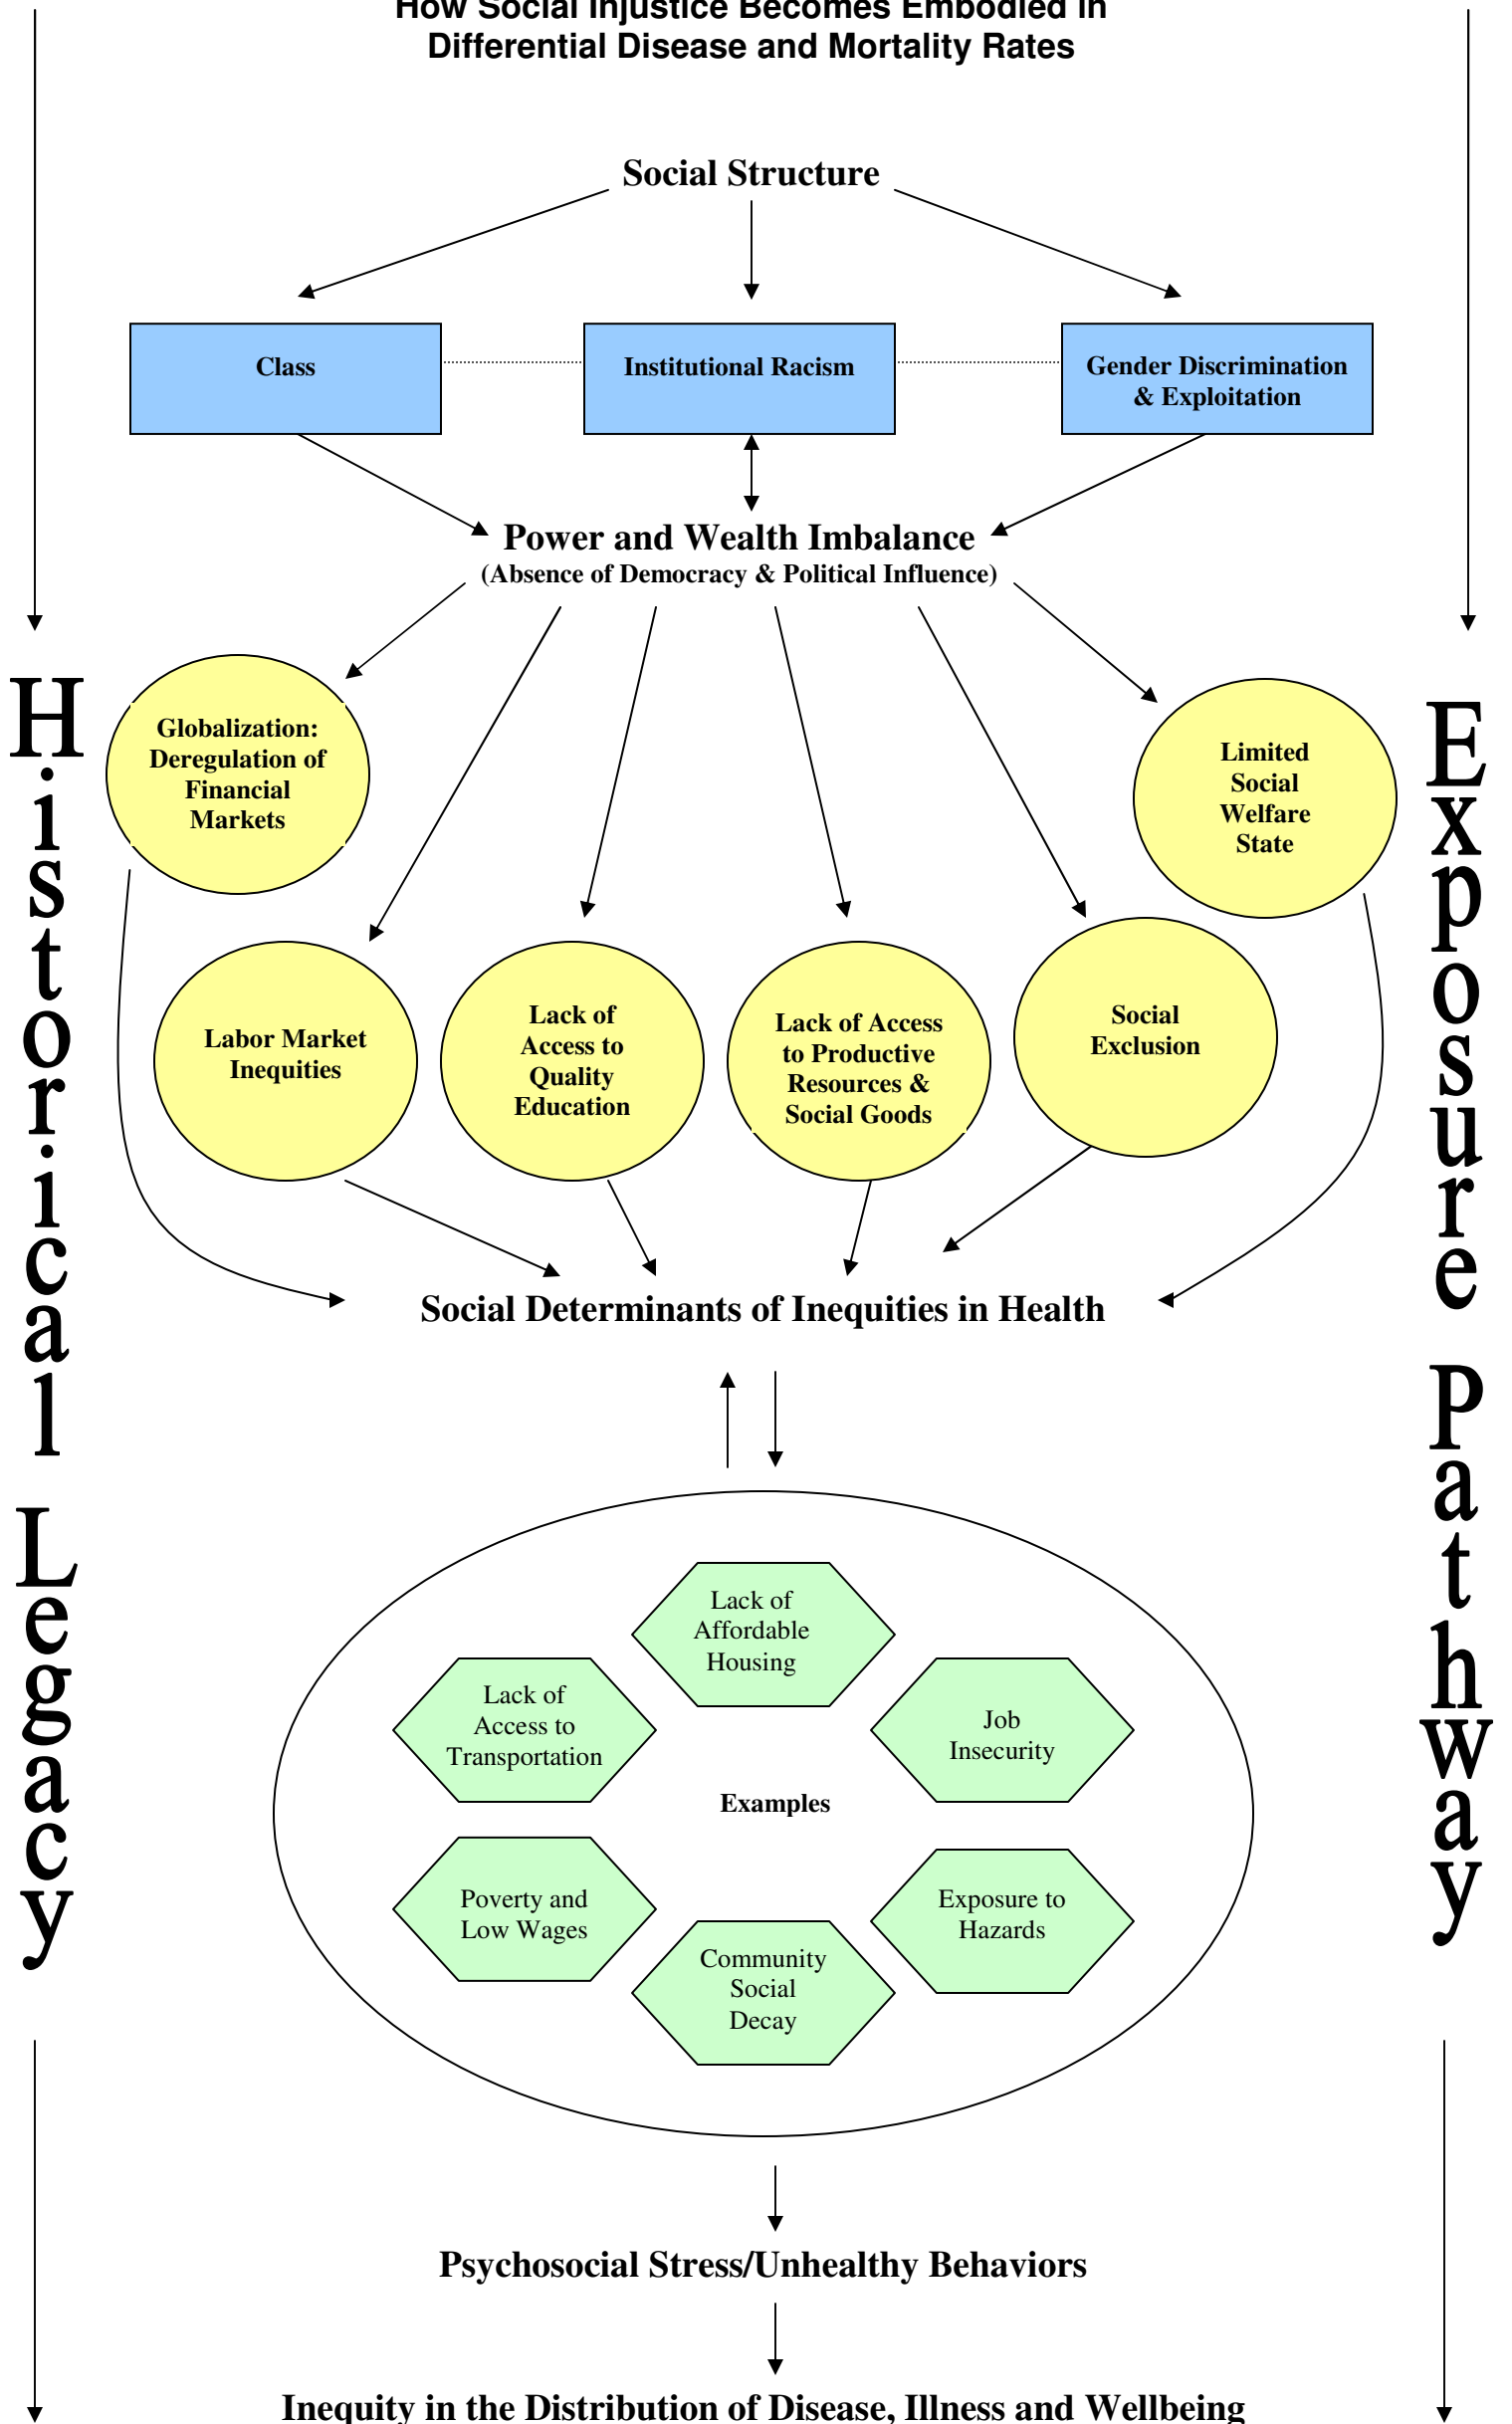 How Social Injustice Becomes Embodied in
Differential Disease and Mortality Rates
Social Structure
Class
Institutional Racism
Gender Discrimination
& Exploitation
Power and Wealth Imbalance
(Absence of Democracy & Political Influence)
Globalization:
Deregulation of
Financial
Markets
Limited
Social
Welfare
State
Labor Market
Inequities
Lack of
Access to
Quality
Education
Lack of Access
to Productive
Resources &
Social Goods
Social
Exclusion
Social Determinants of Inequities in Health
Lack of
Affordable
Housing
Lack of
Access to
Transportation
Job
Insecurity
Examples
Poverty and
Low Wages
Exposure to
Hazards
Community
Social
Decay
Psychosocial Stress/Unhealthy Behaviors
Inequity in the Distribution of Disease, Illness and Wellbeing
Historical Legacy
Exposure Pathway